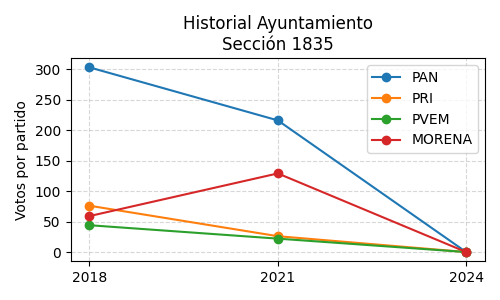 Historial Ayuntamiento
Sección 1835
Votos por partido
300
250
200
150
100
50
0
2018
2021
2024
PAN
PRI
PVEM
MORENA